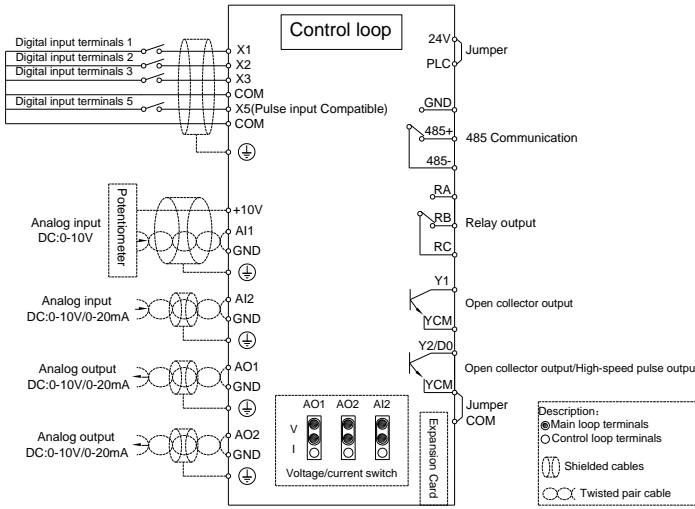 Control loop
Digital input terminals 1
X1
Digital input terminals 2
X2
Digital input terminals 3
X3
COM
Digital input terminals 5
X5(Pulse input Compatible)
COM
Potentiometer
+10V
Analog input
DC:0-10V
AI1
GND
Analog input
DC:0-10V/0-20mA
AI2
GND
Analog output
DC:0-10V/0-20mA
AO1
GND
Analog output
DC:0-10V/0-20mA
AO2
GND
24V
PLC
Jumper
GND
485+
485-
485 Communication
RA
RB
RC
Relay output
Y1
YCM
Open collector output
Y2/D0
YCM
Open collector output/High-speed pulse output
Jumper
COM
AO1 AO2 AI2
V
I
Voltage/current switch
Expansion Card
Description:
Main loop terminals
Control loop terminals
Shielded cables
Twisted pair cable